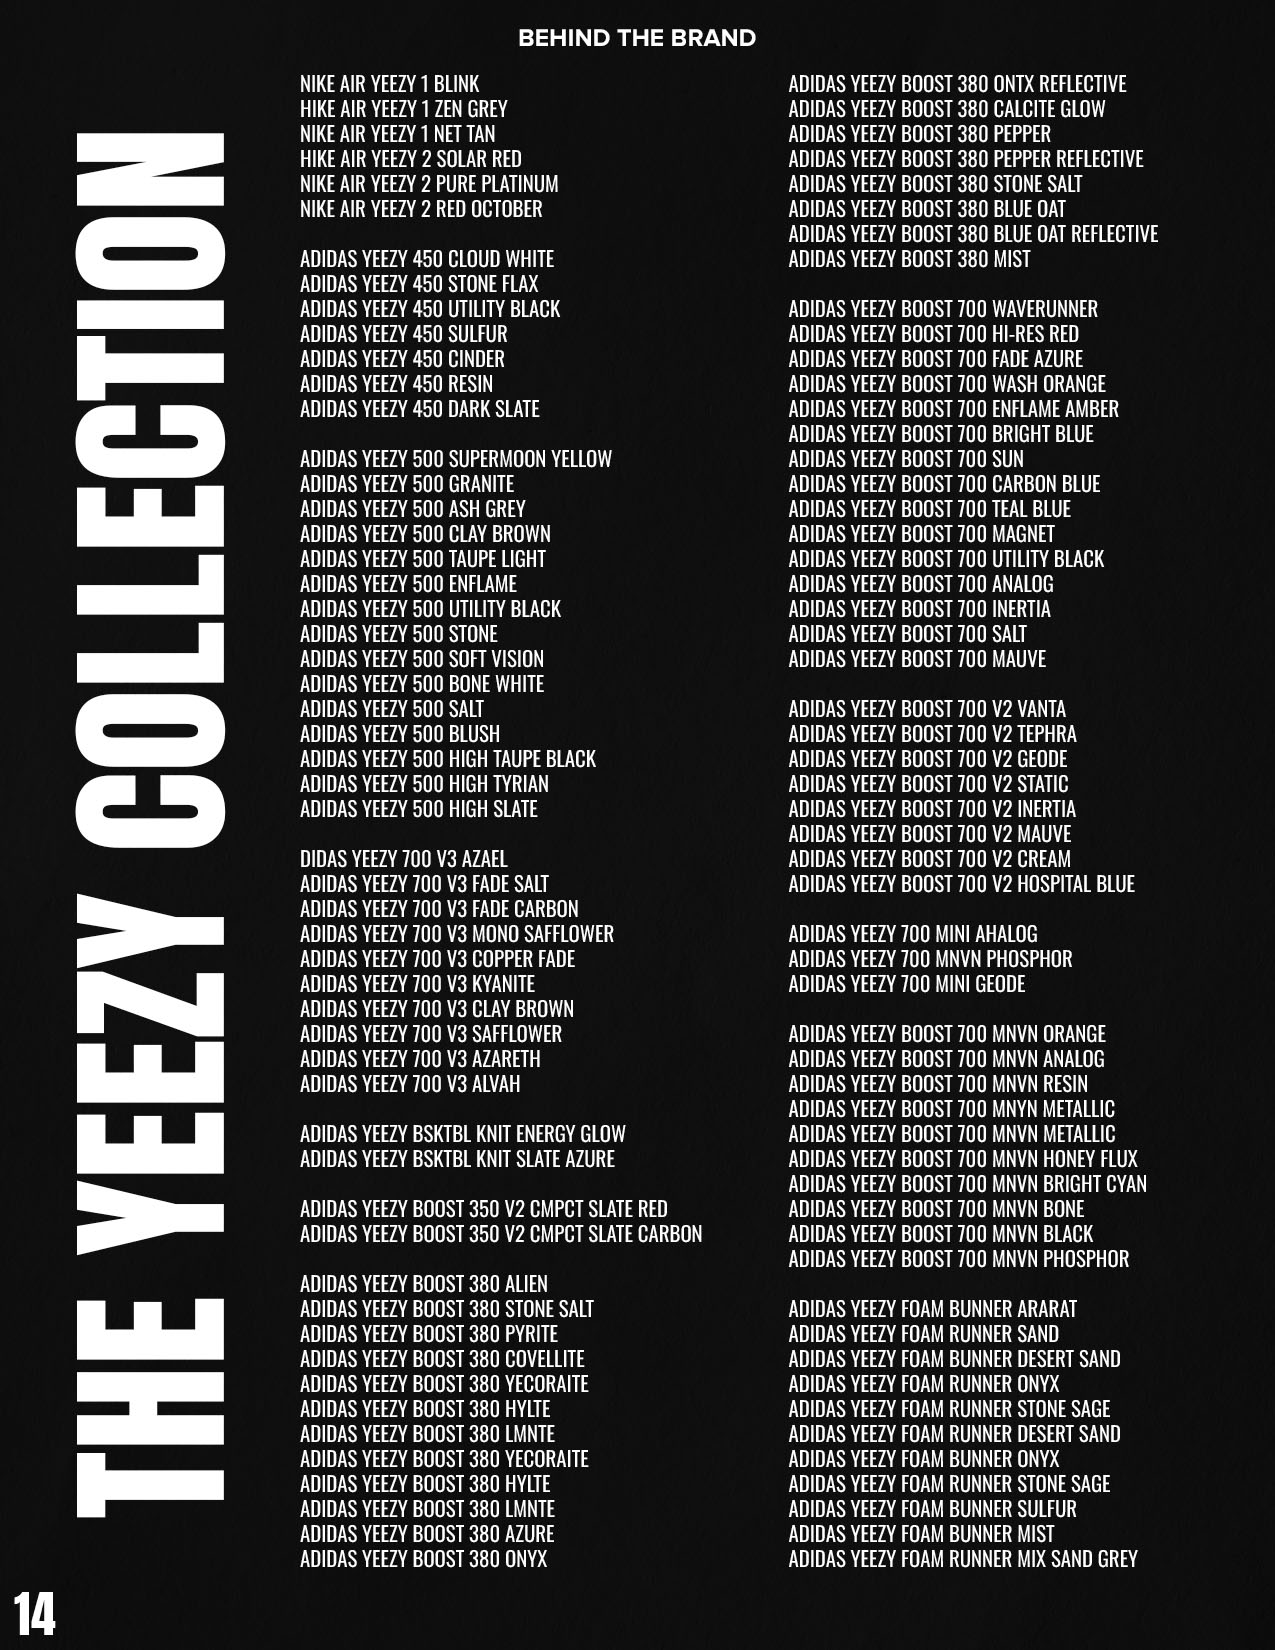 BEHIND THE BRAND
THE YEEZY COLLECTION
NIKE AIR YEEZY 1 BLINK
HIKE AIR YEEZY 1 ZEN GREY
NIKE AIR YEEZY 1 NET TAN
HIKE AIR YEEZY 2 SOLAR RED
NIKE AIR YEEZY 2 PURE PLATINUM
NIKE AIR YEEZY 2 RED OCTOBER
ADIDAS YEEZY 450 CLOUD WHITE
ADIDAS YEEZY 450 STONE FLAX
ADIDAS YEEZY 450 UTILITY BLACK
ADIDAS YEEZY 450 SULFUR
ADIDAS YEEZY 450 CINDER
ADIDAS YEEZY 450 RESIN
ADIDAS YEEZY 450 DARK SLATE
ADIDAS YEEZY 500 SUPERMOON YELLOW
ADIDAS YEEZY 500 GRANITE
ADIDAS YEEZY 500 ASH GREY
ADIDAS YEEZY 500 CLAY BROWN
ADIDAS YEEZY 500 TAUPE LIGHT
ADIDAS YEEZY 500 ENFLAME
ADIDAS YEEZY 500 UTILITY BLACK
ADIDAS YEEZY 500 STONE
ADIDAS YEEZY 500 SOFT VISION
ADIDAS YEEZY 500 BONE WHITE
ADIDAS YEEZY 500 SALT
ADIDAS YEEZY 500 BLUSH
ADIDAS YEEZY 500 HIGH TAUPE BLACK
ADIDAS YEEZY 500 HIGH TYRIAN
ADIDAS YEEZY 500 HIGH SLATE
DIDAS YEEZY 700 V3 AZAEL
ADIDAS YEEZY 700 V3 FADE SALT
ADIDAS YEEZY 700 V3 FADE CARBON
ADIDAS YEEZY 700 V3 MONO SAFFLOWER
ADIDAS YEEZY 700 V3 COPPER FADE
ADIDAS YEEZY 700 V3 KYANITE
ADIDAS YEEZY 700 V3 CLAY BROWN
ADIDAS YEEZY 700 V3 SAFFLOWER
ADIDAS YEEZY 700 V3 AZARETH
ADIDAS YEEZY 700 V3 ALVAH
ADIDAS YEEZY BSKTBL KNIT ENERGY GLOW
ADIDAS YEEZY BSKTBL KNIT SLATE AZURE
ADIDAS YEEZY BOOST 350 V2 CMPCT SLATE RED
ADIDAS YEEZY BOOST 350 V2 CMPCT SLATE CARBON
ADIDAS YEEZY BOOST 380 ALIEN
ADIDAS YEEZY BOOST 380 STONE SALT
ADIDAS YEEZY BOOST 380 PYRITE
ADIDAS YEEZY BOOST 380 COVELLITE
ADIDAS YEEZY BOOST 380 YECORAITE
ADIDAS YEEZY BOOST 380 HYLTE
ADIDAS YEEZY BOOST 380 LMNTE
ADIDAS YEEZY BOOST 380 YECORAITE
ADIDAS YEEZY BOOST 380 HYLTE
ADIDAS YEEZY BOOST 380 LMNTE
ADIDAS YEEZY BOOST 380 AZURE
ADIDAS YEEZY BOOST 380 ONYX
ADIDAS YEEZY BOOST 380 ONTX REFLECTIVE
ADIDAS YEEZY BOOST 380 CALCITE GLOW
ADIDAS YEEZY BOOST 380 PEPPER
ADIDAS YEEZY BOOST 380 PEPPER REFLECTIVE
ADIDAS YEEZY BOOST 380 STONE SALT
ADIDAS YEEZY BOOST 380 BLUE OAT
ADIDAS YEEZY BOOST 380 BLUE OAT REFLECTIVE
ADIDAS YEEZY BOOST 380 MIST
ADIDAS YEEZY BOOST 700 WAVERUNNER
ADIDAS YEEZY BOOST 700 HI-RES RED
ADIDAS YEEZY BOOST 700 FADE AZURE
ADIDAS YEEZY BOOST 700 WASH ORANGE
ADIDAS YEEZY BOOST 700 ENFLAME AMBER
ADIDAS YEEZY BOOST 700 BRIGHT BLUE
ADIDAS YEEZY BOOST 700 SUN
ADIDAS YEEZY BOOST 700 CARBON BLUE
ADIDAS YEEZY BOOST 700 TEAL BLUE
ADIDAS YEEZY BOOST 700 MAGNET
ADIDAS YEEZY BOOST 700 UTILITY BLACK
ADIDAS YEEZY BOOST 700 ANALOG
ADIDAS YEEZY BOOST 700 INERTIA
ADIDAS YEEZY BOOST 700 SALT
ADIDAS YEEZY BOOST 700 MAUVE
ADIDAS YEEZY BOOST 700 V2 VANTA
ADIDAS YEEZY BOOST 700 V2 TEPHRA
ADIDAS YEEZY BOOST 700 V2 GEODE
ADIDAS YEEZY BOOST 700 V2 STATIC
ADIDAS YEEZY BOOST 700 V2 INERTIA
ADIDAS YEEZY BOOST 700 V2 MAUVE
ADIDAS YEEZY BOOST 700 V2 CREAM
ADIDAS YEEZY BOOST 700 V2 HOSPITAL BLUE
ADIDAS YEEZY 700 MINI AHALOG
ADIDAS YEEZY 700 MNVN PHOSPHOR
ADIDAS YEEZY 700 MINI GEODE
ADIDAS YEEZY BOOST 700 MNVN ORANGE
ADIDAS YEEZY BOOST 700 MNVN ANALOG
ADIDAS YEEZY BOOST 700 MNVN RESIN
ADIDAS YEEZY BOOST 700 MNYN METALLIC
ADIDAS YEEZY BOOST 700 MNVN METALLIC
ADIDAS YEEZY BOOST 700 MNVN HONEY FLUX
ADIDAS YEEZY BOOST 700 MNVN BRIGHT CYAN
ADIDAS YEEZY BOOST 700 MNVN BONE
ADIDAS YEEZY BOOST 700 MNVN BLACK
ADIDAS YEEZY BOOST 700 MNVN PHOSPHOR
ADIDAS YEEZY FOAM BUNNER ARARAT
ADIDAS YEEZY FOAM RUNNER SAND
ADIDAS YEEZY FOAM BUNNER DESERT SAND
ADIDAS YEEZY FOAM RUNNER ONYX
ADIDAS YEEZY FOAM RUNNER STONE SAGE
ADIDAS YEEZY FOAM RUNNER DESERT SAND
ADIDAS YEEZY FOAM BUNNER ONYX
ADIDAS YEEZY FOAM RUNNER STONE SAGE
ADIDAS YEEZY FOAM BUNNER SULFUR
ADIDAS YEEZY FOAM BUNNER MIST
ADIDAS YEEZY FOAM RUNNER MIX SAND GREY
14